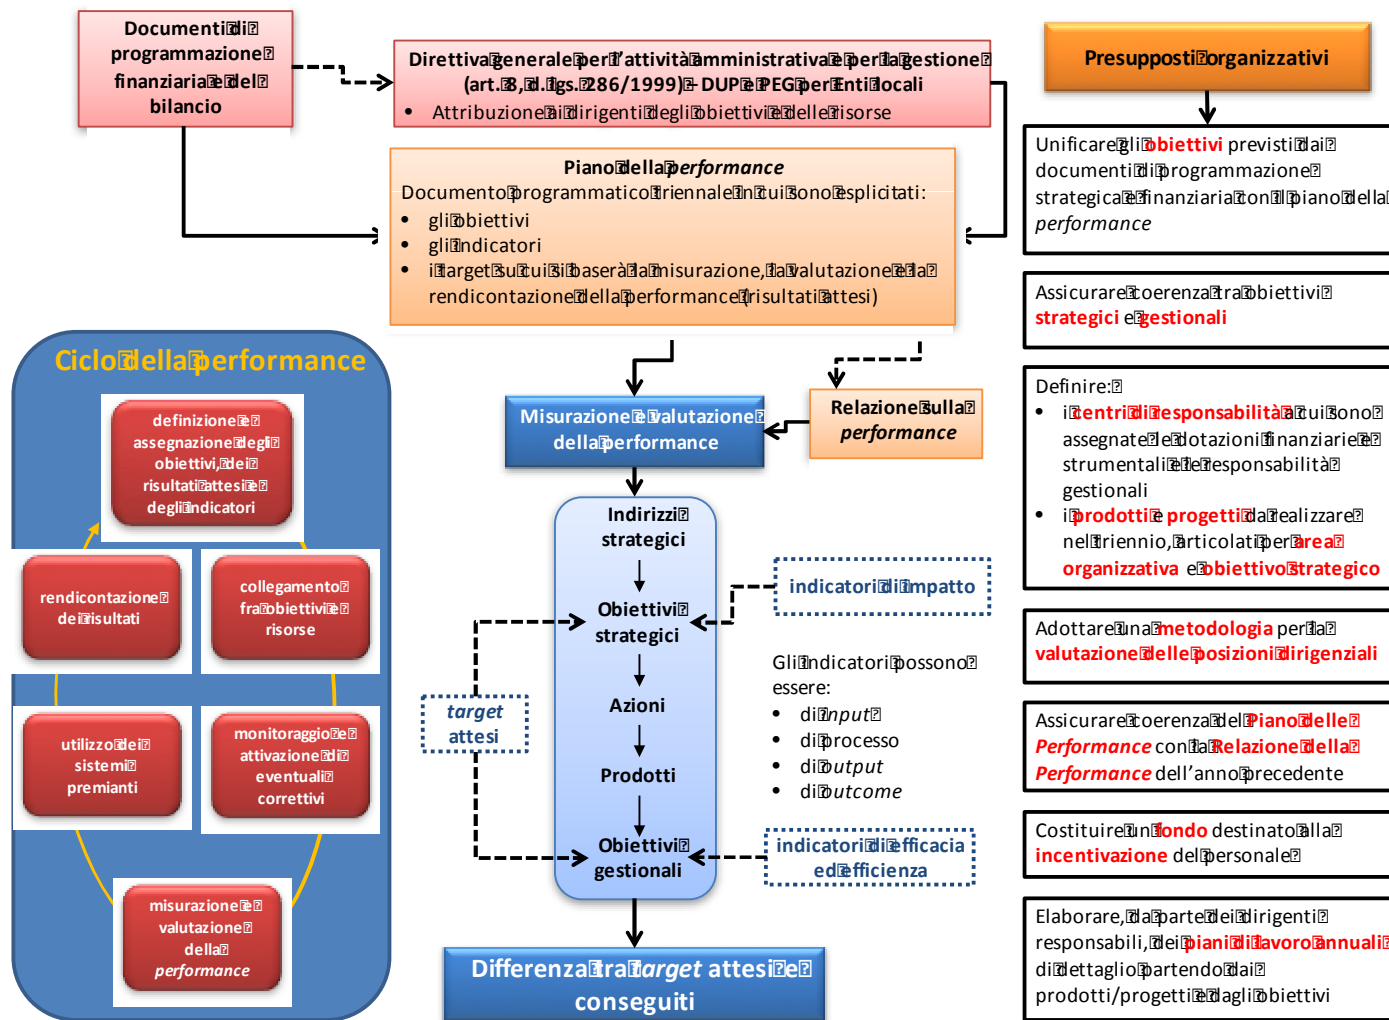 Documenti di
programmazione
finanziaria e del
bilancio
Direttiva generale per l’attività amministrativa e per la gestione
(art. 8, d. lgs. 286/1999) – DUP e PEG per Enti locali
• Attribuzione ai dirigenti degli obiettivi e delle risorse
Piano della performance
Documento programmatico triennale in cui sono esplicitati:
• gli obiettivi
• gli indicatori
• i target su cui si baserà la misurazione, la valutazione e la
rendicontazione della performance (risultati attesi)
Ciclo della performance
definizione e
assegnazione degli
obiettivi, dei
risultati attesi e
degli indicatori
collegamento
fra obiettivi e
risorse
monitoraggio e
attivazione di
eventuali
correttivi
misurazione e
valutazione
della
performance
utilizzo dei
sistemi
premianti
rendicontazione
dei risultati
Misurazione e valutazione
della performance
Relazione sulla
performance
Indirizzi
strategici
Obiettivi
strategici
Azioni
Prodotti
Obiettivi
gestionali
target
attesi
indicatori di impatto
Gli indicatori possono
essere:
• di input
• di processo
• di output
• di outcome
indicatori di efficacia
ed efficienza
Differenza tra target attesi e
conseguiti
Presupposti organizzativi
Unificare gli obiettivi previsti dai
documenti di programmazione
strategica e finanziaria con il piano della
performance
Assicurare coerenza tra obiettivi
strategici e gestionali
Definire:
• i centri di responsabilità a cui sono
assegnate le dotazioni finanziarie e
strumentali e le responsabilità
gestionali
• i prodotti e progetti da realizzare
nel triennio, articolati per area
organizzativa e obiettivo strategico
Adottare una metodologia per la
valutazione delle posizioni dirigenziali
Assicurare coerenza del Piano delle
Performance con la Relazione della
Performance dell’anno precedente
Costituire un fondo destinato alla
incentivazione del personale
Elaborare, da parte dei dirigenti
responsabili, dei piani di lavoro annuali
di dettaglio partendo dai
prodotti/progetti e dagli obiettivi